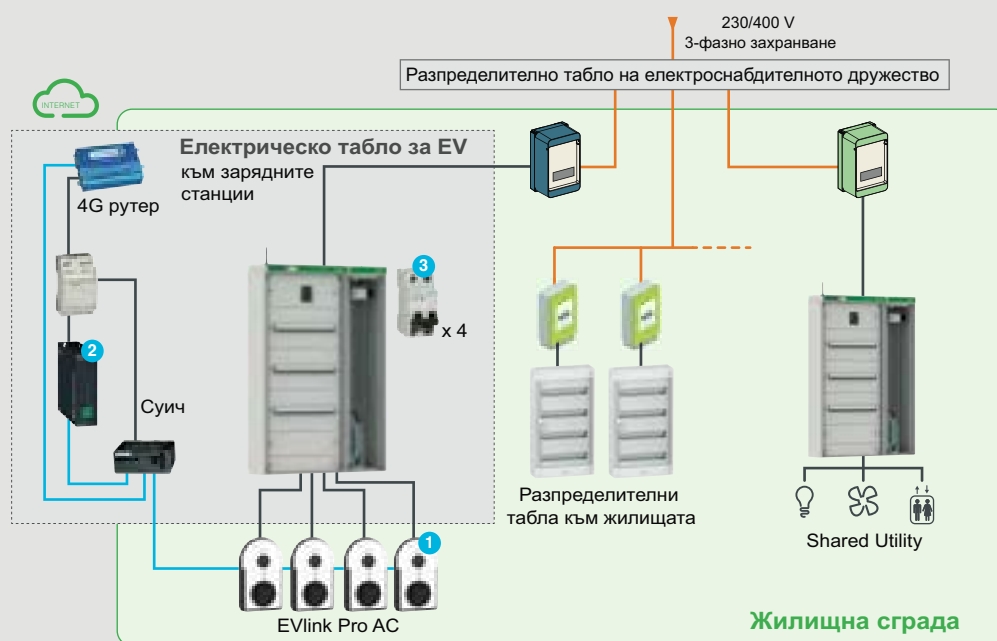 230/400 V
3-фазно захранване
Разпределително табло на електроснабдителното дружество
INTERNET
Електрическо табло за EV
към зарядните
станции
4G рутер
3
x 4
2
Суич
Разпределителни
табла към жилищата
Shared Utility
1
EVlink Pro AC
Жилищна сграда